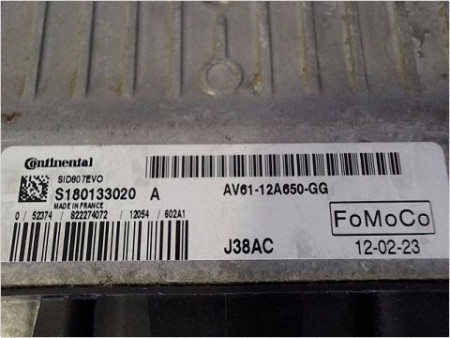 Continental
SID807EVO
S180133020 A
MADE IN FRANCE
0 / 52374 / 822274072 / 12054 / 602A1
AV61-12A650-GG
FoMoCo
J38AC
12-02-23